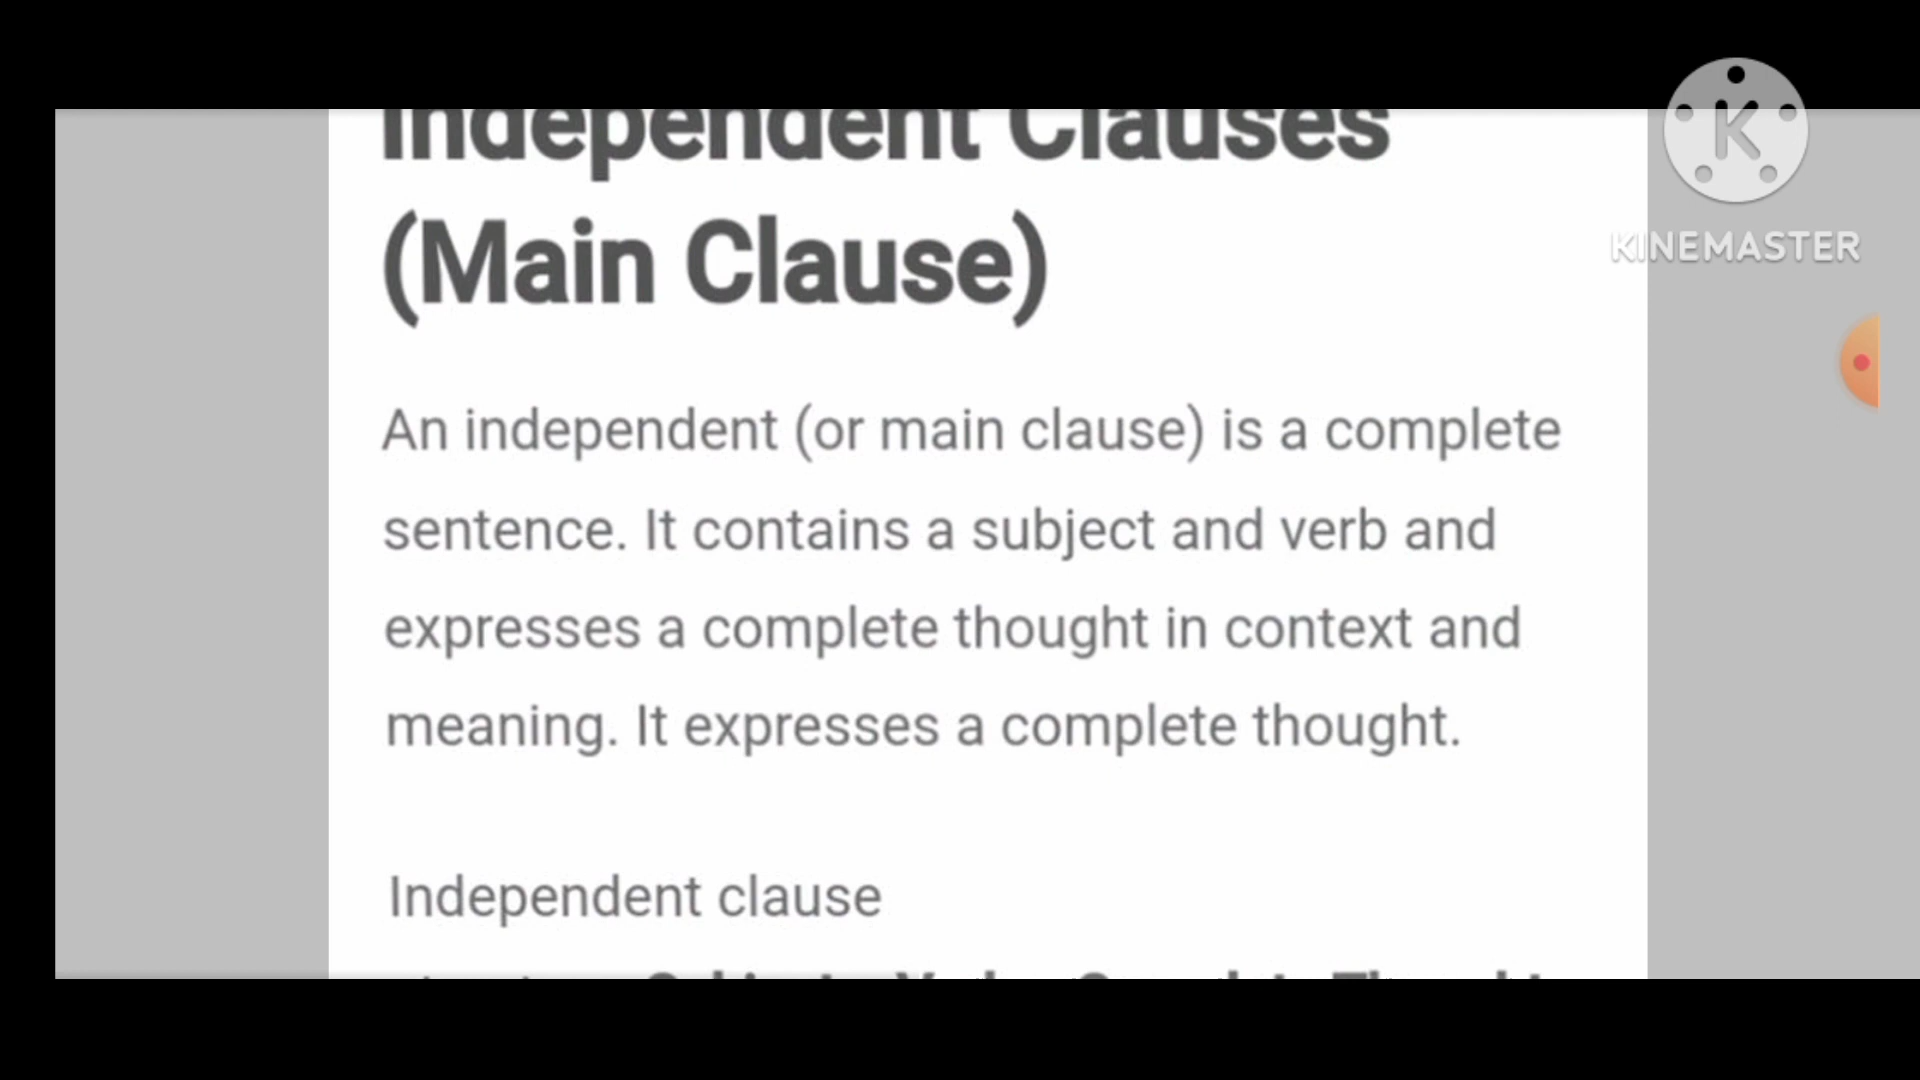 Independent Clauses
(Main Clause)
KINEMASTER
An independent (or main clause) is a complete
sentence. It contains a subject and verb and
expresses a complete thought in context and
meaning. It expresses a complete thought.
Independent clause